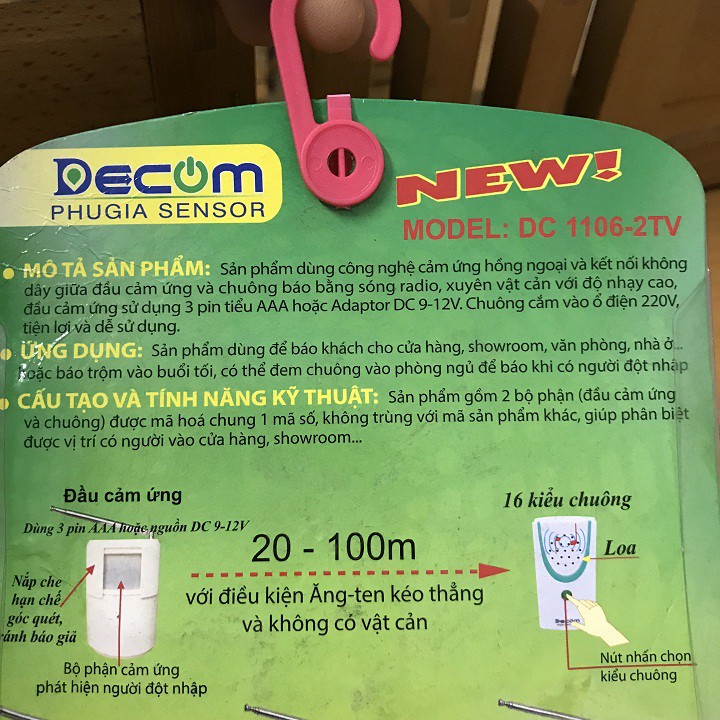 Decom
PHUGIA SENSOR
NEW!
MODEL: DC 1106-2TV
• MÔ TẢ SẢN PHẨM: Sản phẩm dùng công nghệ cảm ứng hồng ngoại và kết nối không
dây giữa đầu cảm ứng và chuông báo bằng sóng radio, xuyên vật cản với độ nhạy cao,
đầu cảm ứng sử dụng 3 pin tiểu AAA hoặc Adaptor DC 9-12V. Chuông cắm vào ổ điện 220V,
tiện lợi và dễ sử dụng.
• ỨNG DỤNG: Sản phẩm dùng để báo khách cho cửa hàng, showroom, văn phòng, nhà ở...
hoặc báo trộm vào buổi tối, có thể đem chuông vào phòng ngủ để báo khi có người đột nhập
• CẤU TẠO VÀ TÍNH NĂNG KỸ THUẬT: Sản phẩm gồm 2 bộ phận (đầu cảm ứng
và chuông) được mã hoá chung 1 mã số, không trùng với mã sản phẩm khác, giúp phân biệt
được vị trí có người vào cửa hàng, showroom...
Đầu cảm ứng
Dùng 3 pin AAA hoặc nguồn DC 9-12V
Nắp che
hạn chế
góc quét,
tránh báo giả
Bộ phận cảm ứng
phát hiện người đột nhập
20 - 100m
với điều kiện Ăng-ten kéo thẳng
và không có vật cản
16 kiểu chuông
Loa
Decom
Nút nhấn chọn
kiểu chuông